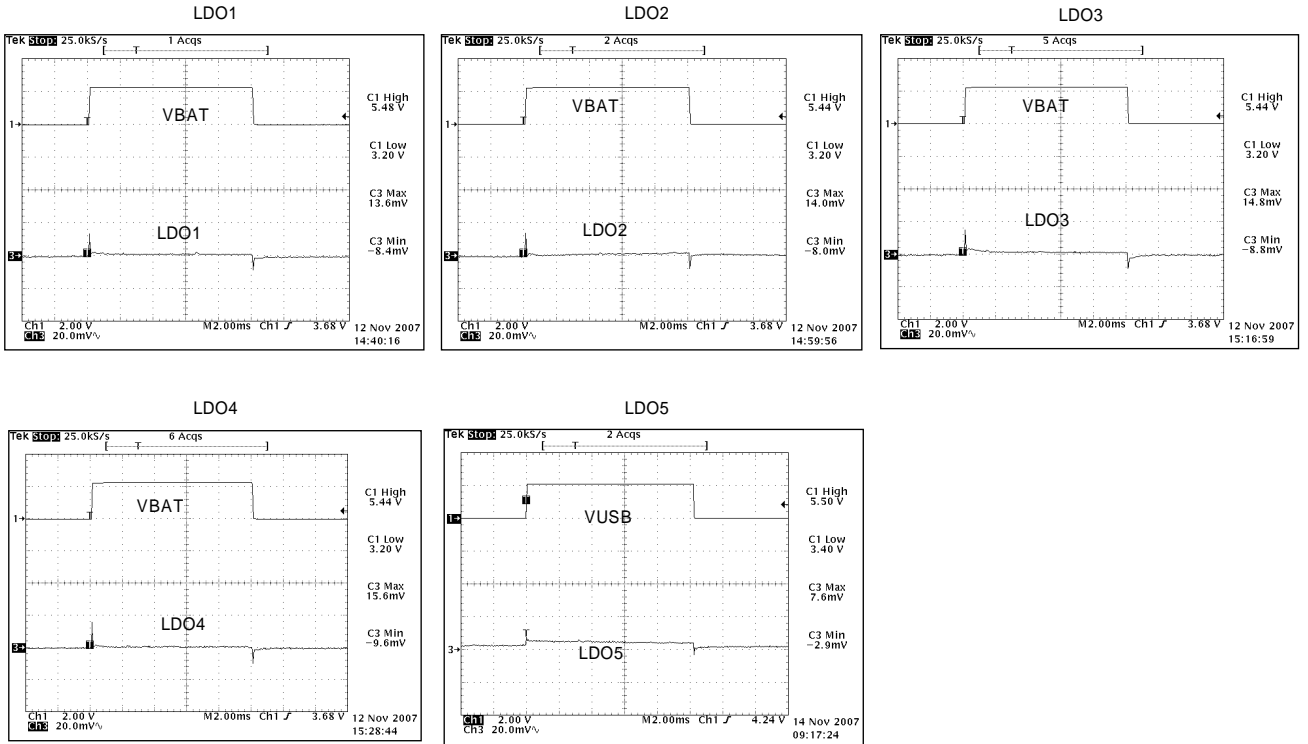 LDO1
Tek Stop: 25.0kS/s 1 Acqs
T
VBAT
C1 High
5.48 V
1
T
C1 Low
3.20 V
C3 Max
13.6mV
LDO1
C3 Min
-8.4mV
3
T
Ch1 2.00 V M2.00ms Ch1 3.68 V
Ch3 20.0mV
12 Nov 2007
14:40:16
LDO2
Tek Stop: 25.0kS/s 2 Acqs
T
VBAT
C1 High
5.44 V
1
T
C1 Low
3.20 V
C3 Max
14.0mV
LDO2
C3 Min
-8.0mV
3
T
Ch1 2.00 V M2.00ms Ch1 3.68 V
Ch3 20.0mV
12 Nov 2007
14:59:56
LDO3
Tek Stop: 25.0kS/s 5 Acqs
T
VBAT
C1 High
5.44 V
1
T
C1 Low
3.20 V
C3 Max
14.8mV
LDO3
C3 Min
-8.8mV
3
T
Ch1 2.00 V M2.00ms Ch1 3.68 V
Ch3 20.0mV
12 Nov 2007
15:16:59
LDO4
Tek Stop: 25.0kS/s 6 Acqs
T
VBAT
C1 High
5.44 V
1
T
C1 Low
3.20 V
C3 Max
15.6mV
LDO4
C3 Min
-9.6mV
3
T
Ch1 2.00 V M2.00ms Ch1 3.68 V
Ch3 20.0mV
12 Nov 2007
15:28:44
LDO5
Tek Stop: 25.0kS/s 2 Acqs
T
C1 High
5.50 V
T
VUSB
1
C1 Low
3.40 V
C3 Max
7.6mV
T
C3 Min
-2.9mV
3
LDO5
Ch1 2.00 V M2.00ms Ch1 4.24 V
Ch3 20.0mV
14 Nov 2007
09:17:24